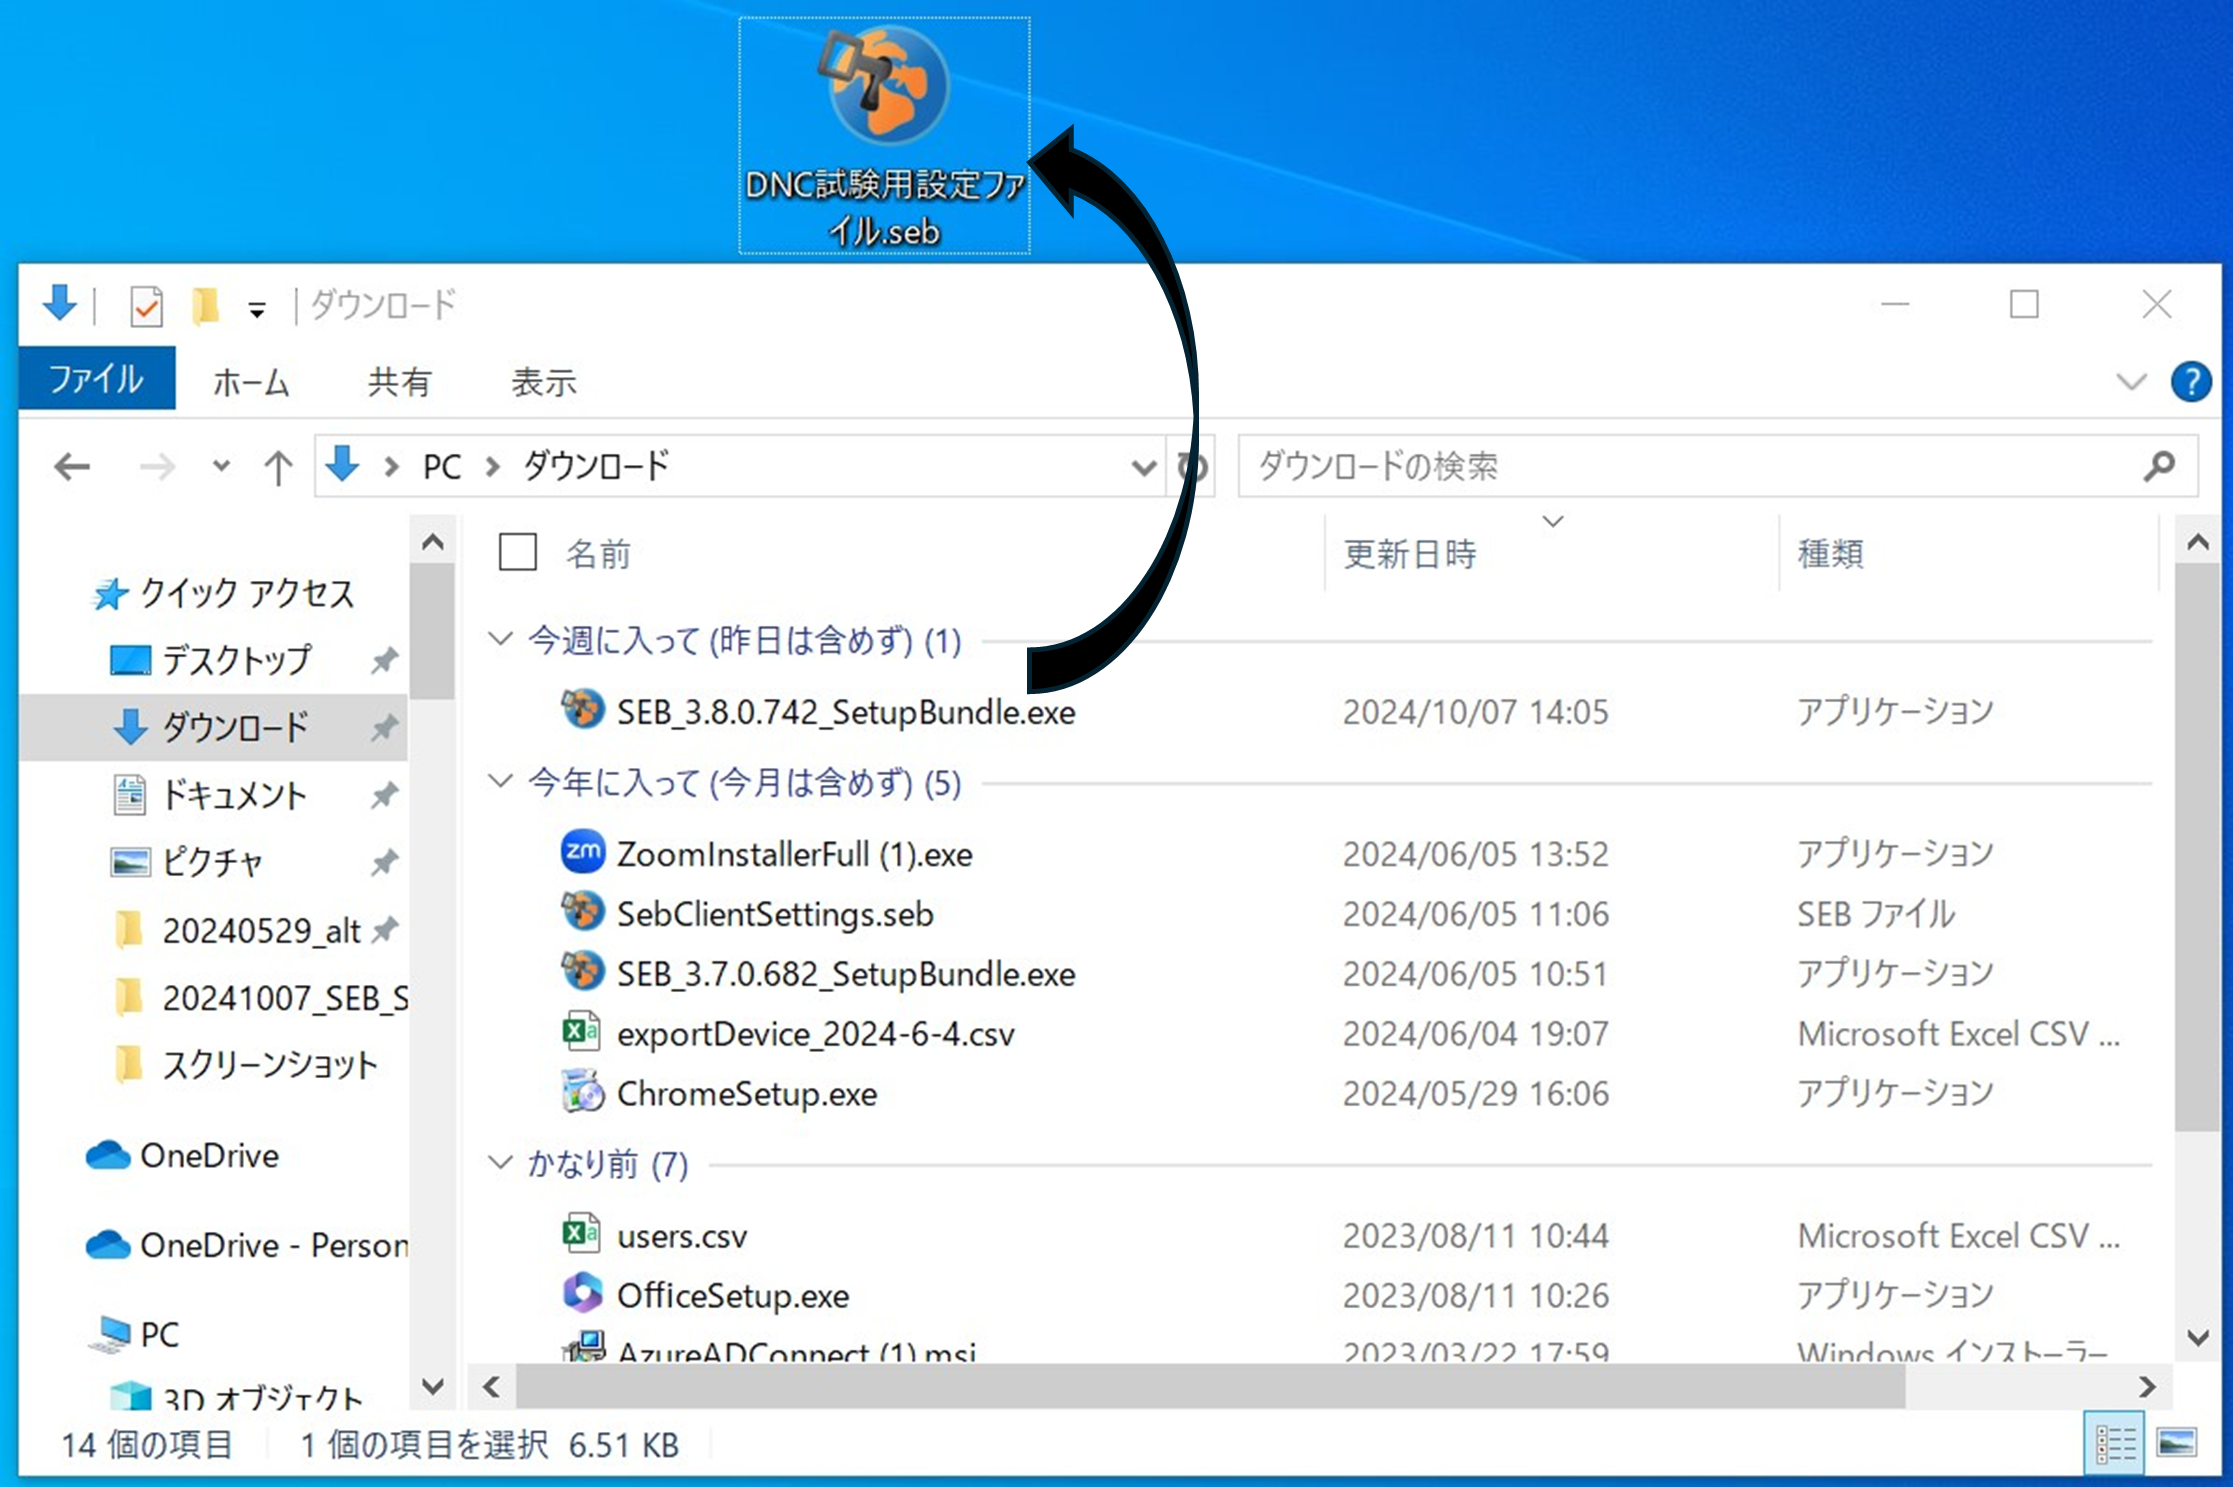 DNC試験用設定ファ
イル.seb
ダウンロード
ファイル ホーム 共有 表示
PC ダウンロード
ダウンロードの検索
クイック アクセス
デスクトップ
ダウンロード
ドキュメント
ピクチャ
20240529_alt
20241007_SEB_S
スクリーンショット
OneDrive
OneDrive - Person
PC
3D オブジェクト
名前 更新日時 種類
今週に入って (昨日は含めず) (1)
SEB_3.8.0.742_SetupBundle.exe 2024/10/07 14:05 アプリケーション
今年に入って (今月は含めず) (5)
zm ZoomInstallerFull (1).exe 2024/06/05 13:52 アプリケーション
SebClientSettings.seb 2024/06/05 11:06 SEB ファイル
SEB_3.7.0.682_SetupBundle.exe 2024/06/05 10:51 アプリケーション
exportDevice_2024-6-4.csv 2024/06/04 19:07 Microsoft Excel CSV ...
ChromeSetup.exe 2024/05/29 16:06 アプリケーション
かなり前 (7)
users.csv 2023/08/11 10:44 Microsoft Excel CSV ...
OfficeSetup.exe 2023/08/11 10:26 アプリケーション
AzureADConnect (1).msi 2023/03/22 17:59 Windows インストーラー
14 個の項目 1 個の項目を選択 6.51 KB